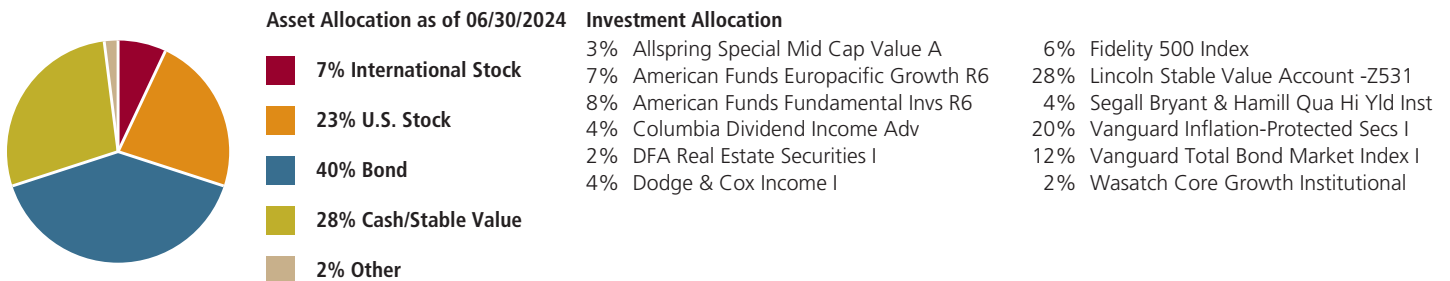 Asset Allocation as of 06/30/2024
7% International Stock
23% U.S. Stock
40% Bond
28% Cash/Stable Value
2% Other
Investment Allocation
3% Allspring Special Mid Cap Value A
7% American Funds Europacific Growth R6
8% American Funds Fundamental Invs R6
4% Columbia Dividend Income Adv
2% DFA Real Estate Securities I
4% Dodge & Cox Income I
6% Fidelity 500 Index
28% Lincoln Stable Value Account -Z531
4% Segall Bryant & Hamill Qua Hi Yld Inst
20% Vanguard Inflation-Protected Secs I
12% Vanguard Total Bond Market Index I
2% Wasatch Core Growth Institutional